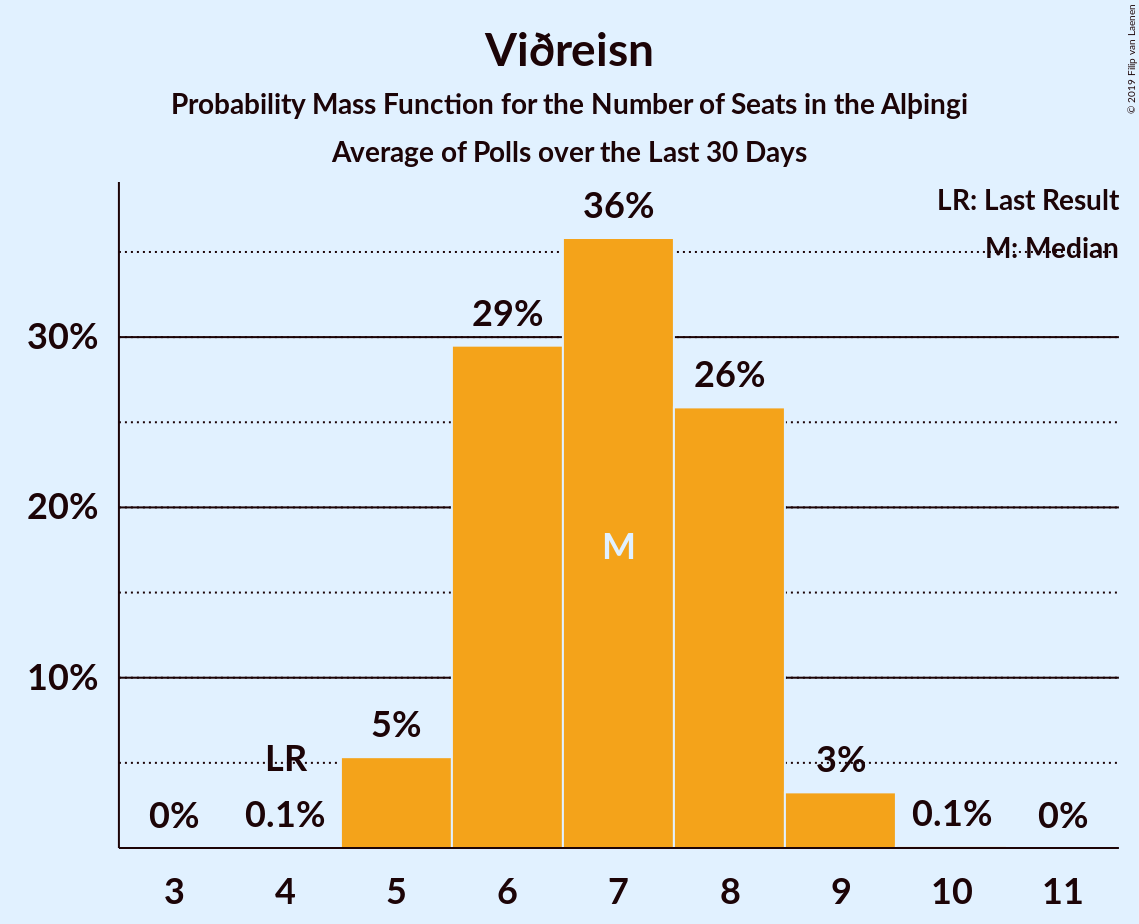 Viðreisn
Probability Mass Function for the Number of Seats in the Alþingi
Average of Polls over the Last 30 Days
© 2019 Filip van Laenen
LR: Last Result
M: Median
36%
29%
26%
30%
20%
10%
M
5%
LR
3%
0%
0.1%
0.1%
0%
3 4 5 6 7 8 9 10 11